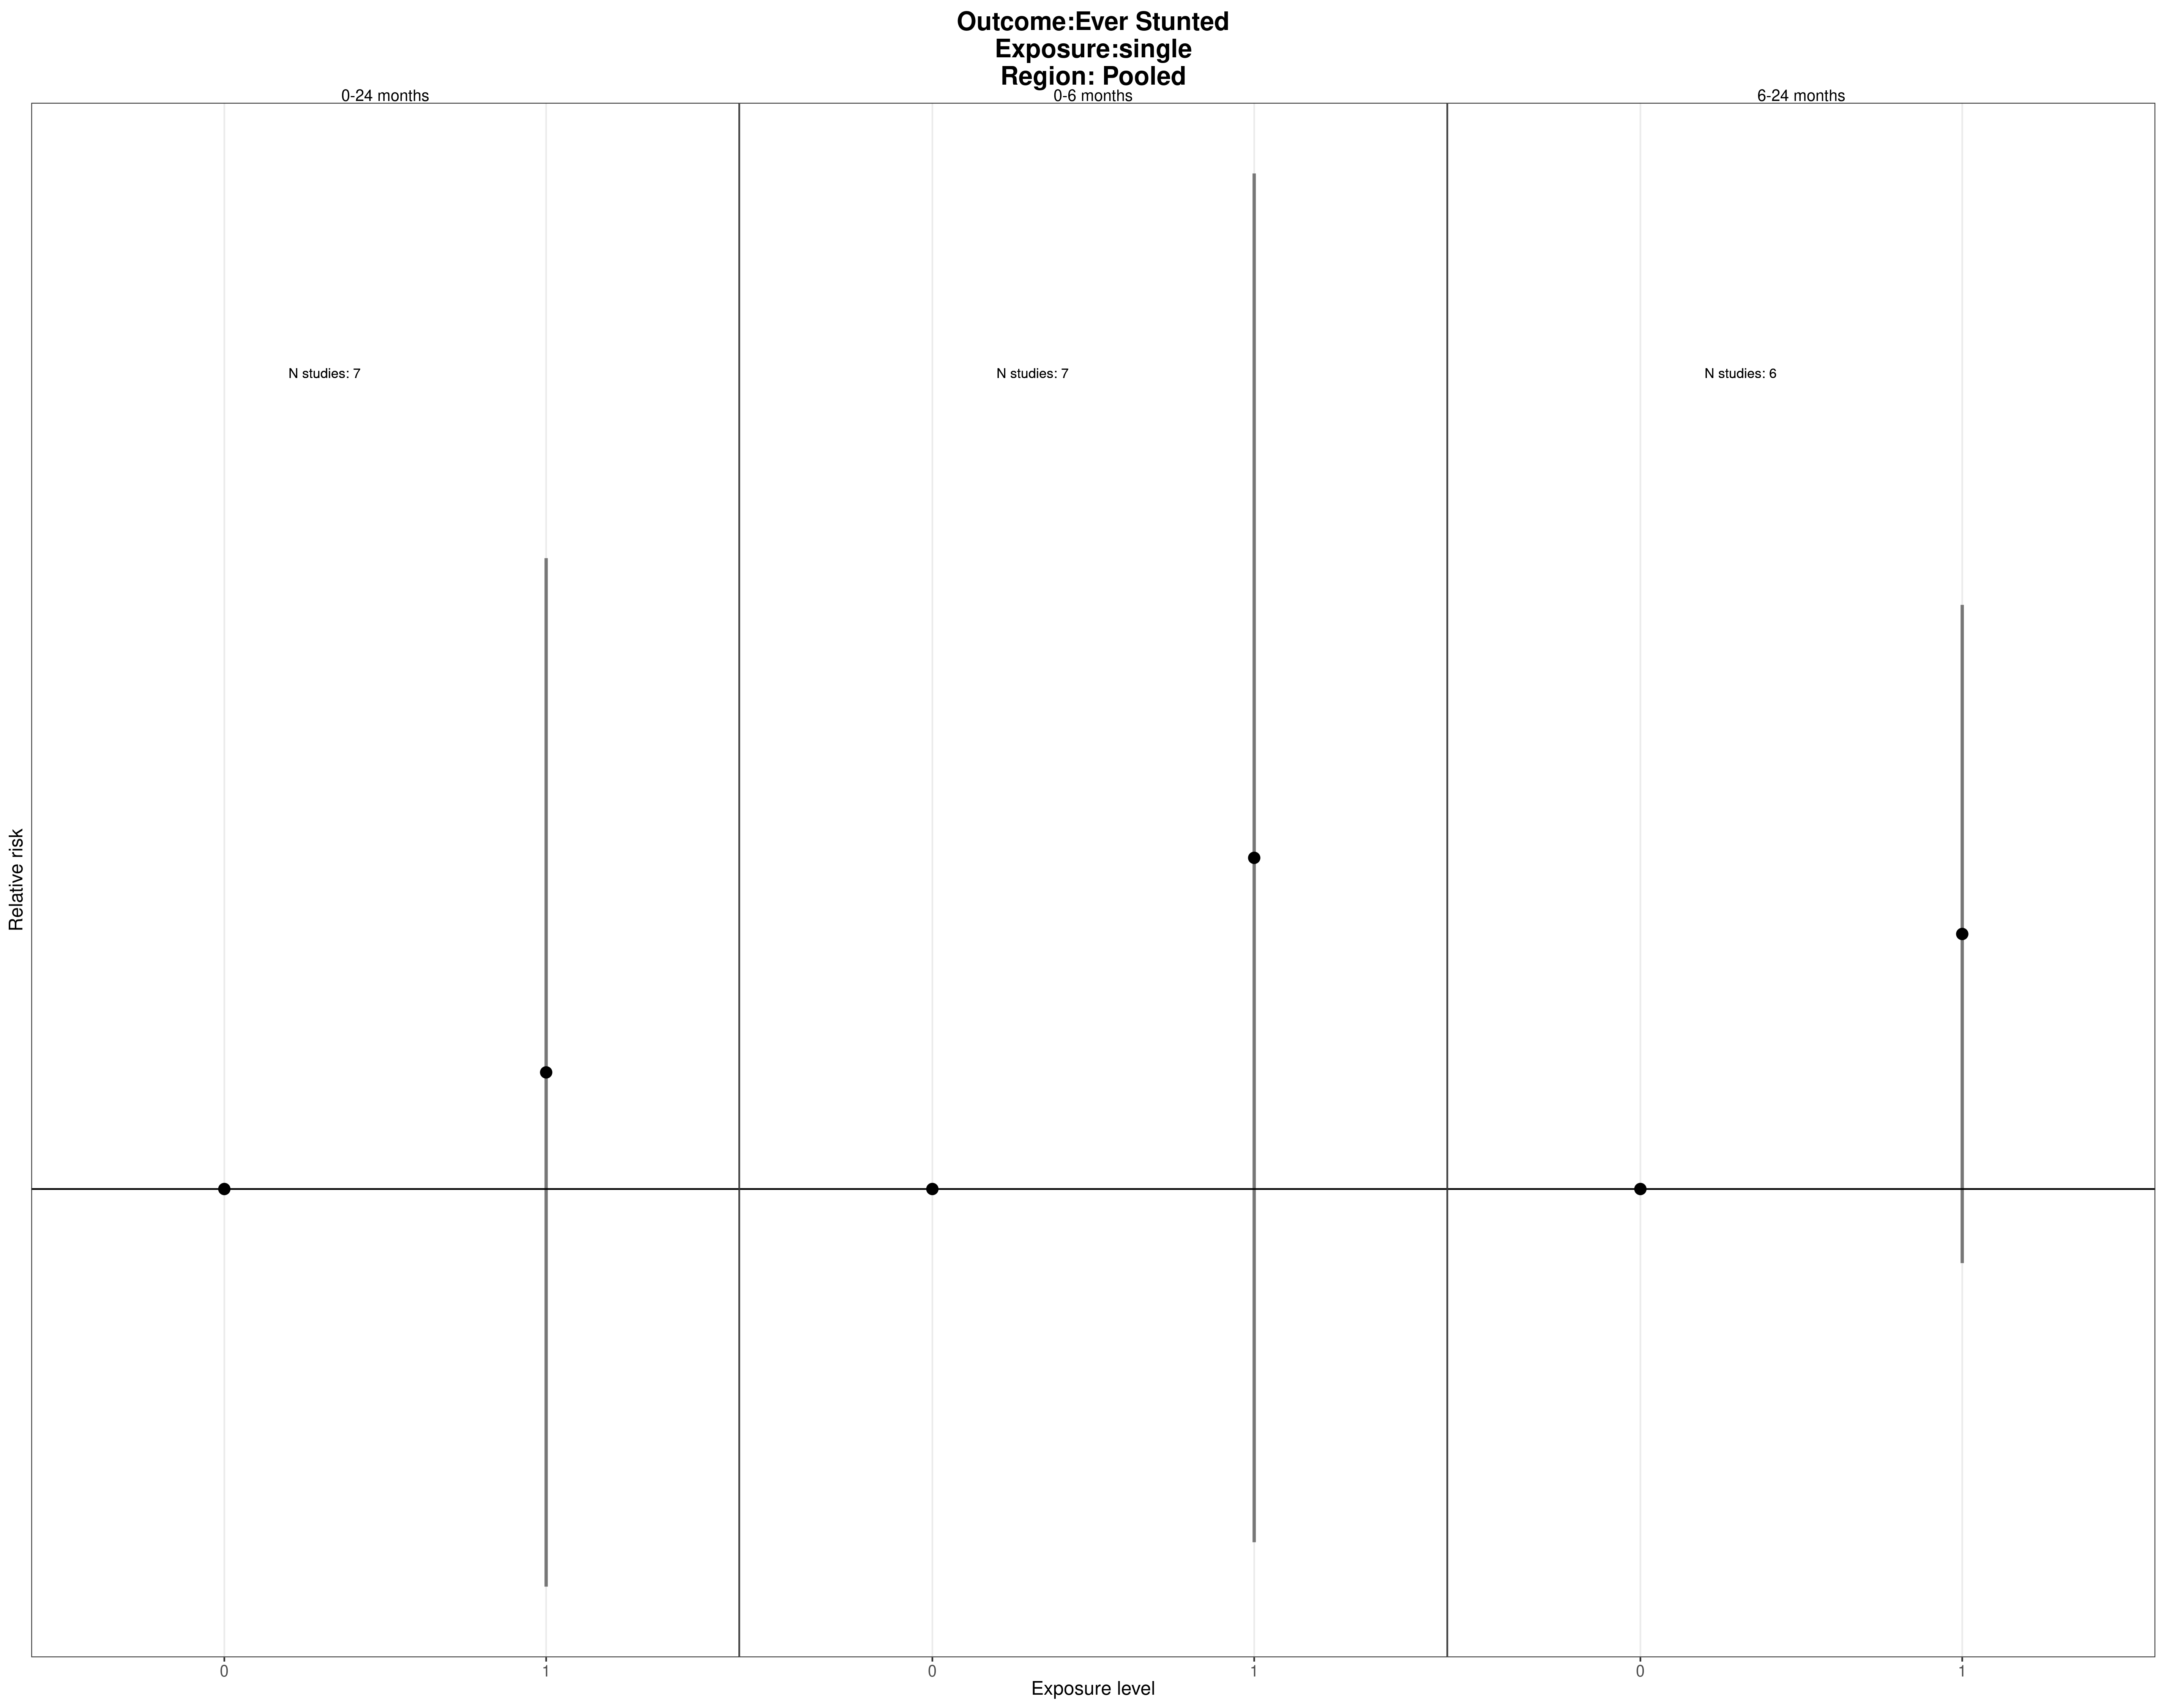 Outcome:Ever Stunted
Exposure:single
Region: Pooled
0-24 months
0-6 months
6-24 months
N studies: 7
N studies: 7
N studies: 6
Relative risk
0
1
0
1
0
1
Exposure level